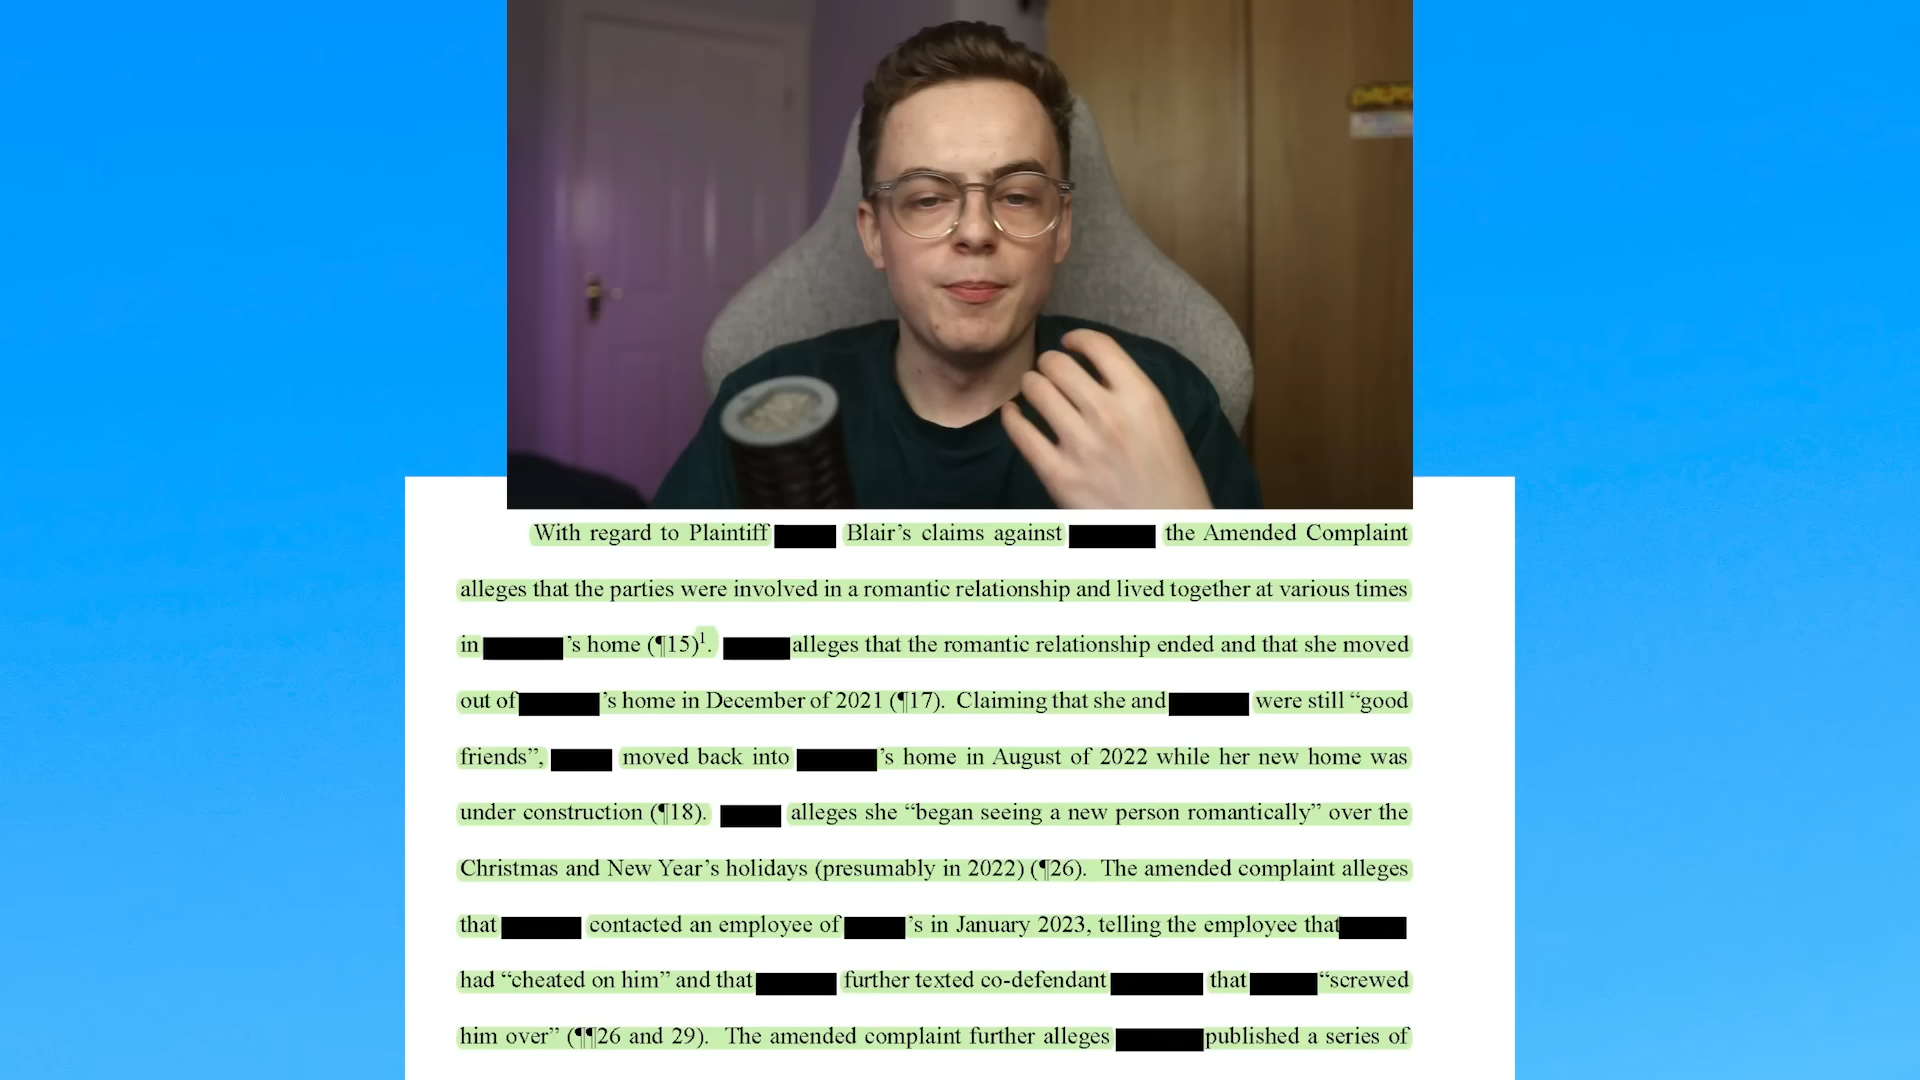 With regard to Plaintiff Blair's claims against the Amended Complaint
alleges that the parties were involved in a romantic relationship and lived together at various times
in 's home (¶15)¹. alleges that the romantic relationship ended and that she moved
out of 's home in December of 2021 (¶17). Claiming that she and were still “good
friends”, moved back into 's home in August of 2022 while her new home was
under construction (¶18). alleges she “began seeing a new person romantically” over the
Christmas and New Year's holidays (presumably in 2022) (¶26). The amended complaint alleges
that contacted an employee of 's in January 2023, telling the employee that
had “cheated on him” and that further texted co-defendant that “screwed
him over” (¶¶26 and 29). The amended complaint further alleges published a series of